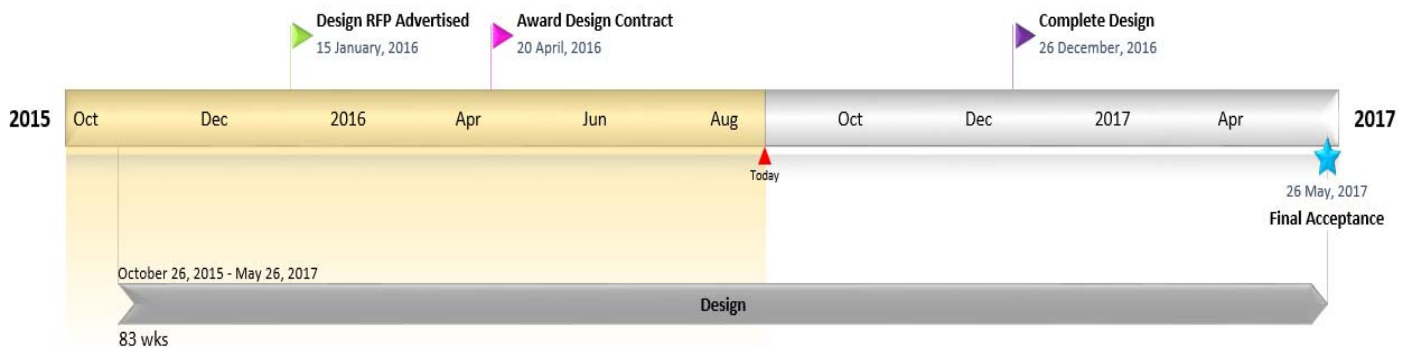 Design RFP Advertised
15 January, 2016
Award Design Contract
20 April, 2016
Complete Design
26 December, 2016
2015 Oct Dec 2016 Apr Jun Aug Oct Dec 2017 Apr 2017
Today
26 May, 2017
Final Acceptance
October 26, 2015 - May 26, 2017
Design
83 wks